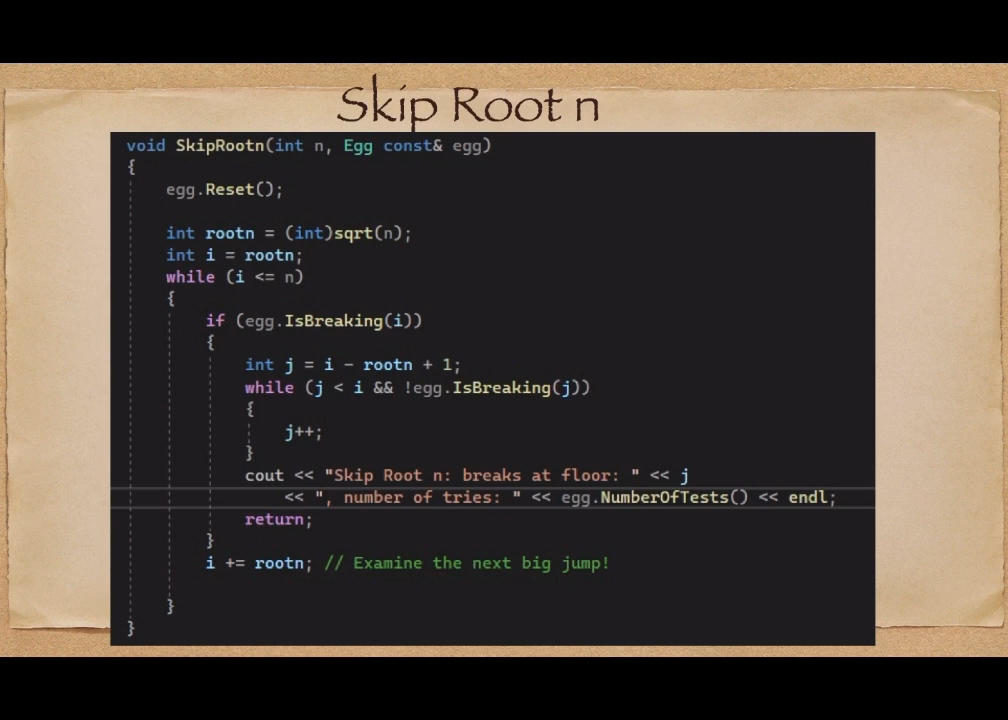 Skip Root n
void SkipRootn(int n, Egg const& egg)
{
egg.Reset();
int rootn = (int)sqrt(n);
int i = rootn;
while (i <= n)
{
if (egg.IsBreaking(i))
{
int j = i - rootn + 1;
while (j < i && !egg.IsBreaking(j))
{
j++;
}
cout << "Skip Root n: breaks at floor: " << j
<< ", number of tries: " << egg.NumberOfTests() << endl;
return;
}
i += rootn; // Examine the next big jump!
}
}